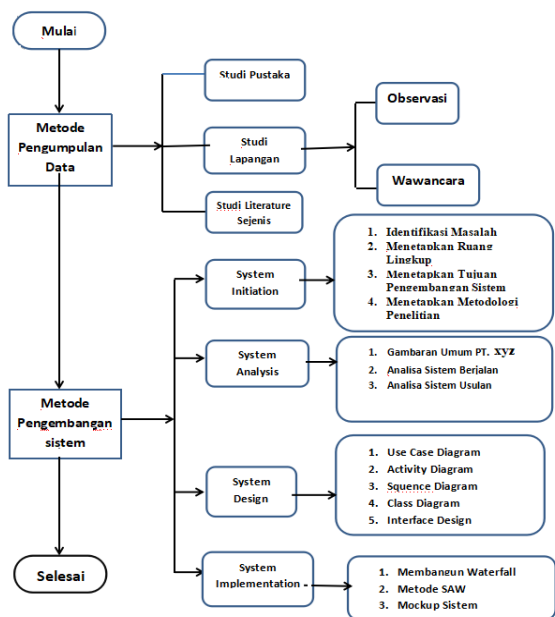 Mulai
Metode
Pengumpulan
Data
Studi Pustaka
Studi
Lapangan
Studi Literature
Sejenis
Observasi
Wawancara
Metode
Pengembangan
sistem
System
Initiation
1. Identifikasi Masalah
2. Menetapkan Ruang
Lingkup
3. Menetapkan Tujuan
Pengembangan Sistem
4. Menetapkan Metodologi
Penelitian
System
Analysis
1. Gambaran Umum PT. xyz
2. Analisa Sistem Berjalan
3. Analisa Sistem Usulan
System
Design
1. Use Case Diagram
2. Activity Diagram
3. Squence Diagram
4. Class Diagram
5. Interface Design
System
Implementation
1. Membangun Waterfall
2. Metode SAW
3. Mockup Sistem
Selesai